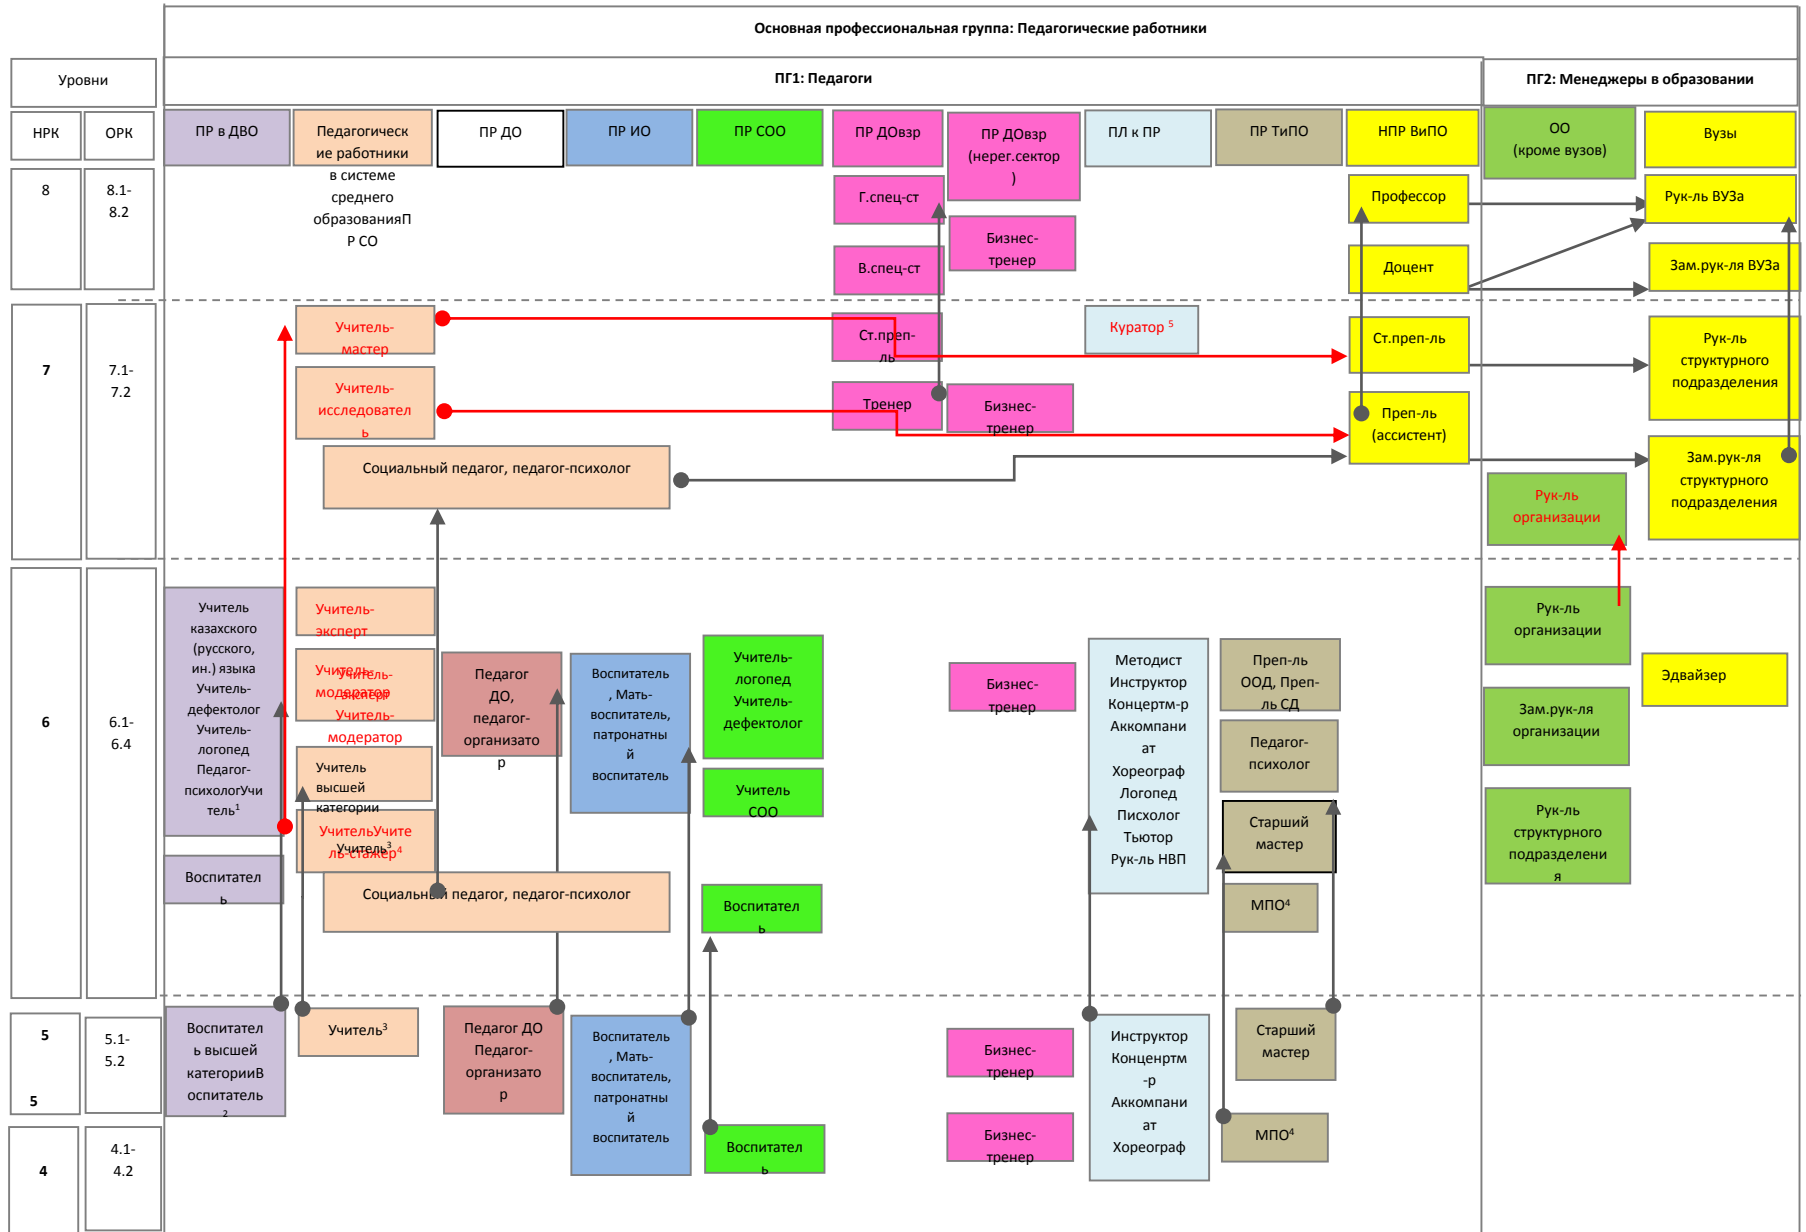 Основная профессиональная группа: Педагогические работники
Уровни
ПГ1: Педагоги
ПГ2: Менеджеры в образовании
НРК
ОРК
ПР в ДВО
Педагогическ
ие работники
в системе
среднего
образованияП
Р СО
ПР ДО
ПР ИО
ПР СОО
ПР ДОвзр
ПР ДОвзр
(нерег.сектор
)
ПЛ к ПР
ПР ТиПО
НПР ВиПО
ОО
(кроме вузов)
Вузы
8
8.1-
8.2
Г.спец-ст
В.спец-ст
Бизнес-
тренер
Профессор
Доцент
Рук-ль ВУЗа
Зам.рук-ля ВУЗа
7
7.1-
7.2
Учитель-
мастер
Учитель-
исследовател
ь
Социальный педагог, педагог-психолог
Ст.преп-
ль
Тренер
Бизнес-
тренер
Куратор ⁵
Ст.преп-ль
Преп-ль
(ассистент)
Рук-ль
организации
Рук-ль
структурного
подразделения
Зам.рук-ля
структурного
подразделения
6
6.1-
6.4
Учитель
казахского
(русского,
ин.) языка
Учитель-
дефектолог
Учитель-
логопед
Педагог-
психологУчи
тель¹
Воспитател
ь
Учитель-
эксперт
Учитель-
модератор
Учитель-
эксперт
Учитель-
модератор
Учитель
высшей
категории
УчительУчите
ль-стажер⁴
Учитель³
Социальный педагог, педагог-психолог
Педагог
ДО,
педагог-
организато
р
Воспитатель
, Мать-
воспитатель,
патронатны
й
воспитатель
Учитель-
логопед
Учитель-
дефектолог
Учитель
СОО
Воспитател
ь
Бизнес-
тренер
Методист
Инструктор
Концертм-р
Аккомпани
ат
Хореограф
Логопед
Писхолог
Тьютор
Рук-ль НВП
Преп-ль
ООД, Преп-
ль СД
Педагог-
психолог
Старший
мастер
МПО⁴
Рук-ль
организации
Зам.рук-ля
организации
Рук-ль
структурного
подразделени
я
Эдвайзер
5
5
5.1-
5.2
Воспитател
ь высшей
категорииВ
оспитатель
2
Учитель³
Педагог ДО
Педагог-
организато
р
Воспитатель
, Мать-
воспитатель,
патронатны
й
воспитатель
Бизнес-
тренер
Инструктор
Конценртм
-р
Аккомпани
ат
Хореограф
Старший
мастер
4
4.1-
4.2
Воспитател
ь
Бизнес-
тренер
МПО⁴